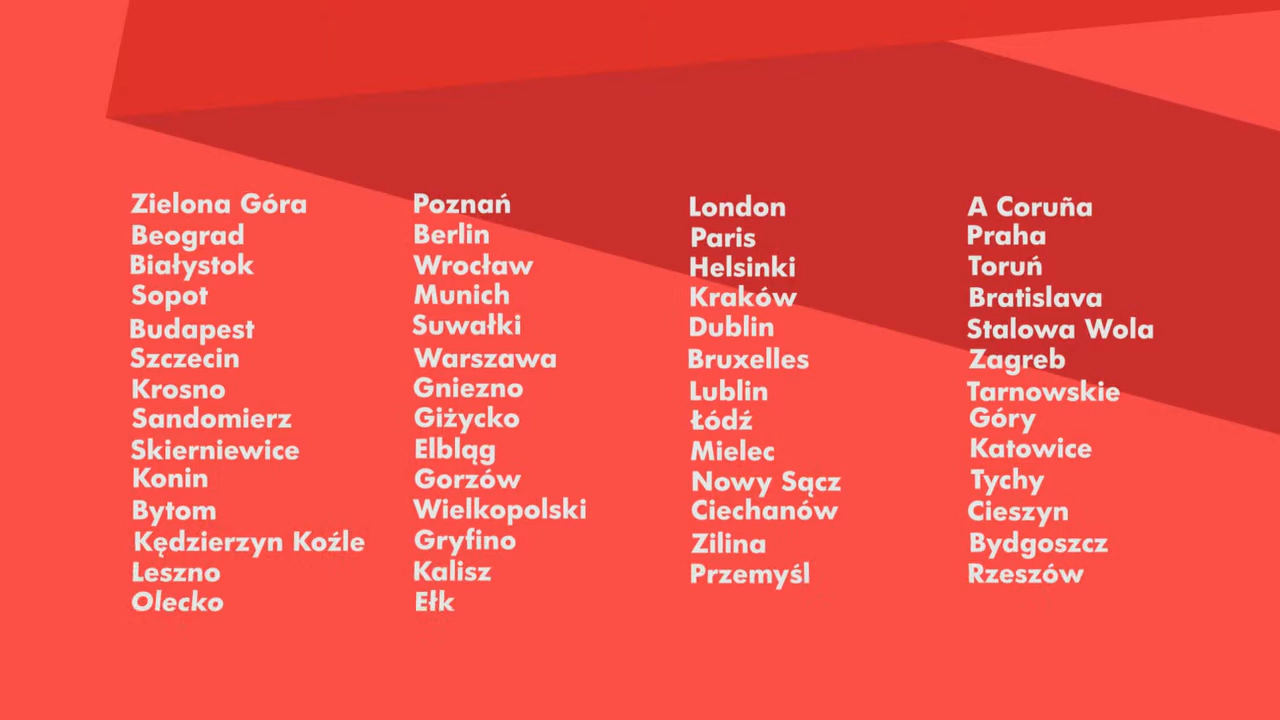 Zielona Góra
Beograd
Białystok
Sopot
Budapest
Szczecin
Krosno
Sandomierz
Skierniewice
Konin
Bytom
Kędzierzyn Koźle
Leszno
Olecko
Poznań
Berlin
Wrocław
Munich
Suwałki
Warszawa
Gniezno
Giżycko
Elbląg
Gorzów
Wielkopolski
Gryfino
Kalisz
Ełk
London
Paris
Helsinki
Kraków
Dublin
Bruxelles
Lublin
Łódź
Mielec
Nowy Sącz
Ciechanów
Zilina
Przemyśl
A Coruña
Praha
Toruń
Bratislava
Stalowa Wola
Zagreb
Tarnowskie
Góry
Katowice
Tychy
Cieszyn
Bydgoszcz
Rzeszów